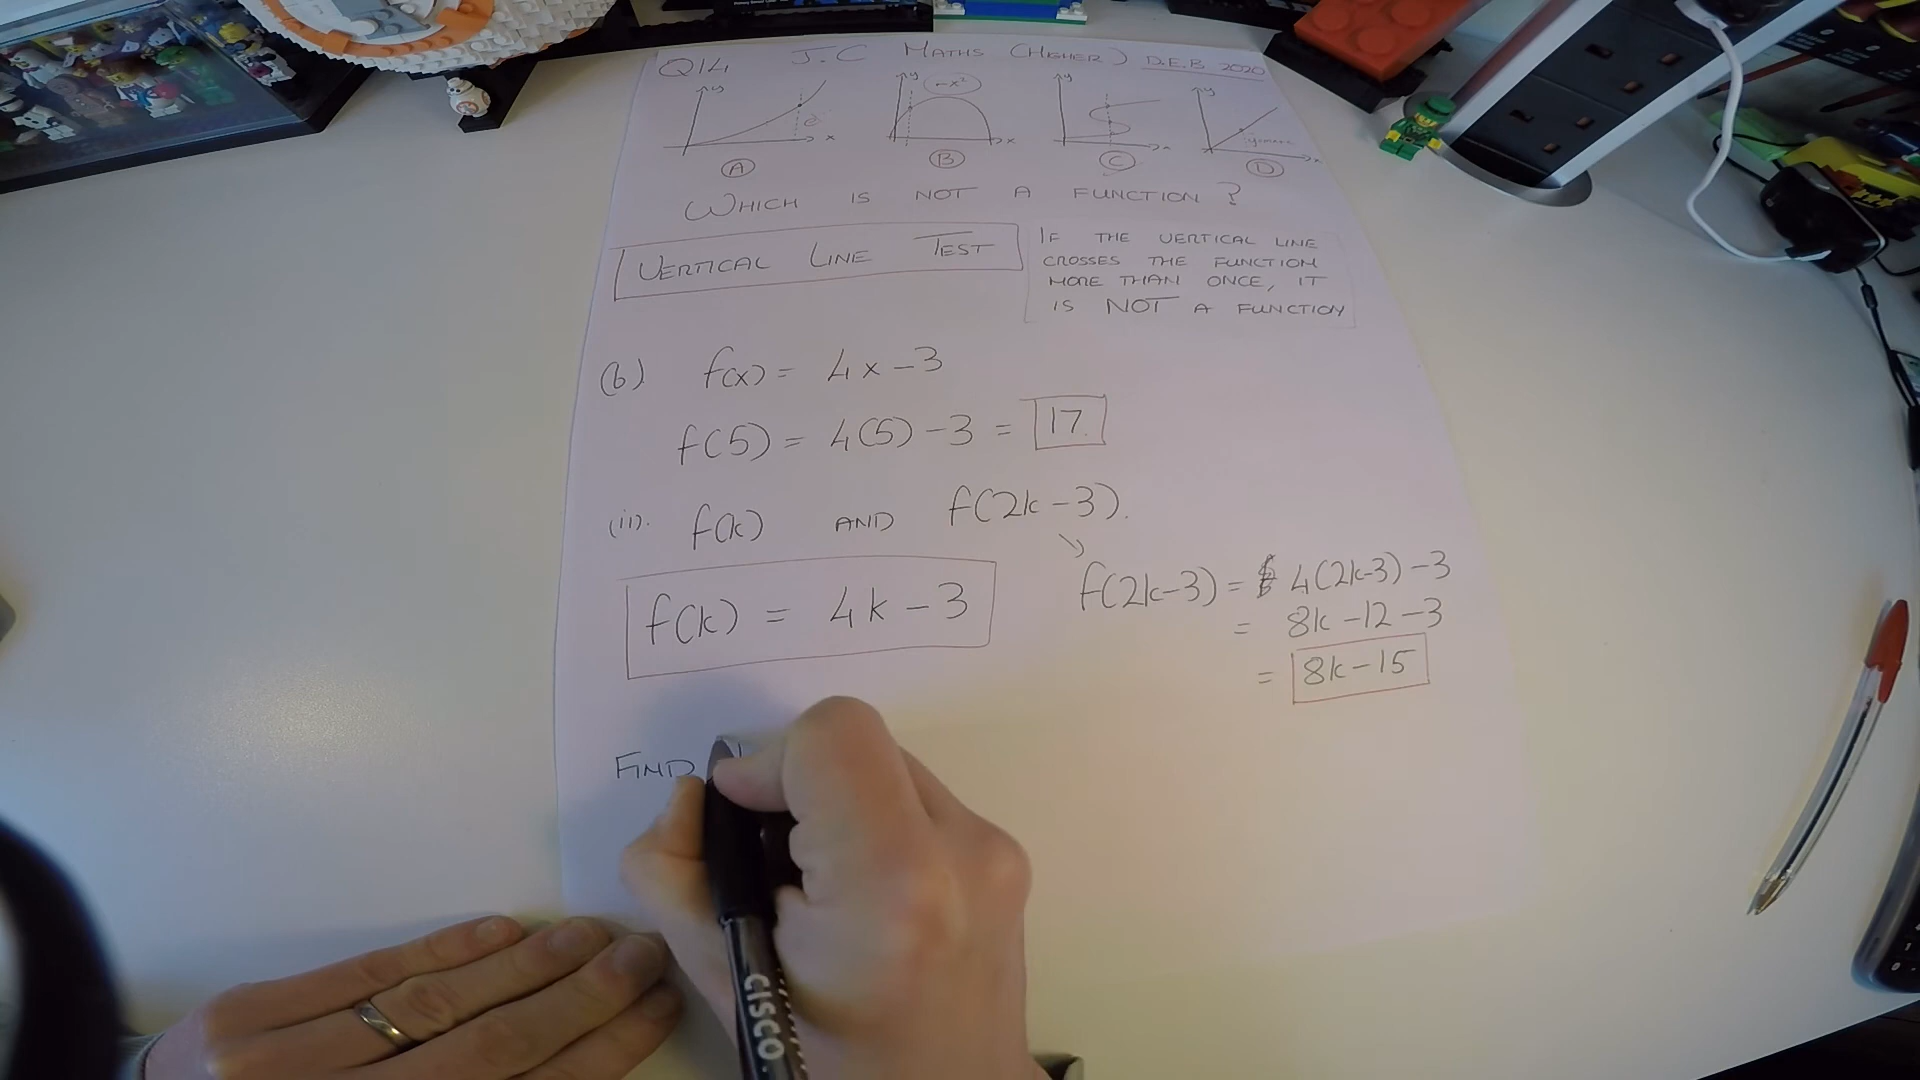 Q14 J.C MATHS (HIGHER) D.E.B 2020
y x A
y -x² x B
y x C
y x D
WHICH IS NOT A FUNCTION?
VERTICAL LINE TEST
IF THE VERTICAL LINE
CROSSES THE FUNCTION
MORE THAN ONCE, IT
IS NOT A FUNCTION
(b) f(x) = 4x - 3
f(5) = 4(5) - 3 = 17.
(ii). f(k) AND f(2k - 3).
f(k) = 4k - 3
f(2k-3) = 4(2k-3) - 3
= 8k - 12 - 3
= 8k - 15
FIND
CISCO